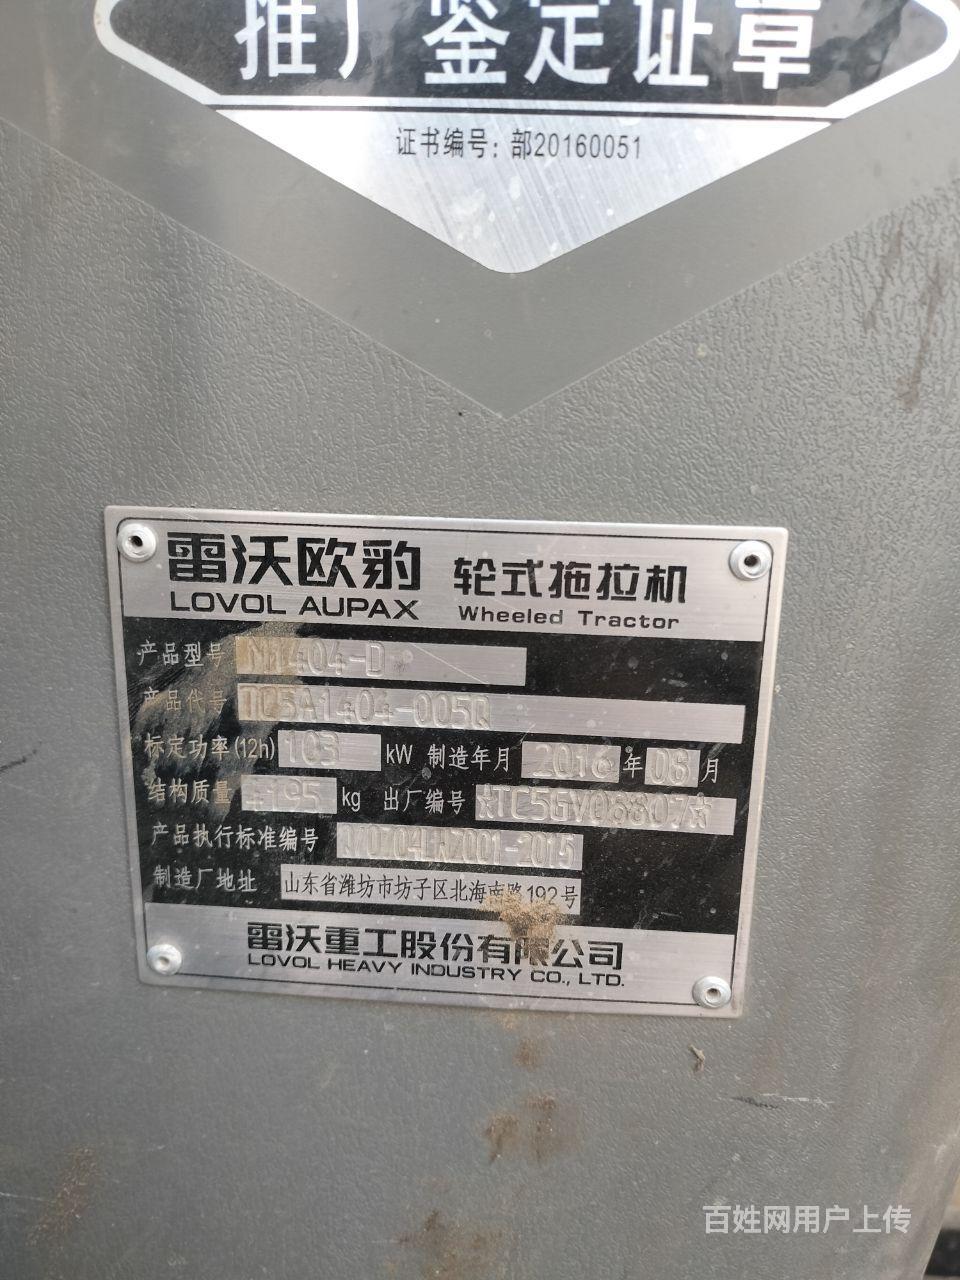 推广鉴定证章
证书编号：部20160051
雷沃欧豹 轮式拖拉机
LOVOL AUPAX Wheeled Tractor
产品型号 M1404-D
产品代号 TC5A1404-005Q
标定功率(12h) 103 kW 制造年月 2016 年 08 月
结构质量 4195 kg 出厂编号
产品执行标准编号
制造厂地址 山东省潍坊市坊子区北海南路192号
雷沃重工股份有限公司
LOVOL HEAVY INDUSTRY CO., LTD.
百姓网用户上传